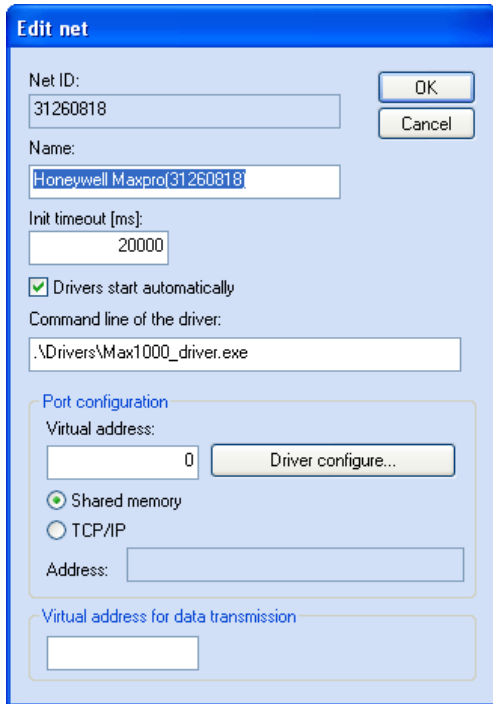 Edit net
Net ID:
31260818
OK
Cancel
Name:
Honeywell Maxpro(31260818)
Init timeout [ms]:
20000
Drivers start automatically
Command line of the driver:
.\Drivers\Max1000_driver.exe
Port configuration
Virtual address:
0
Driver configure...
Shared memory
TCP/IP
Address:
Virtual address for data transmission